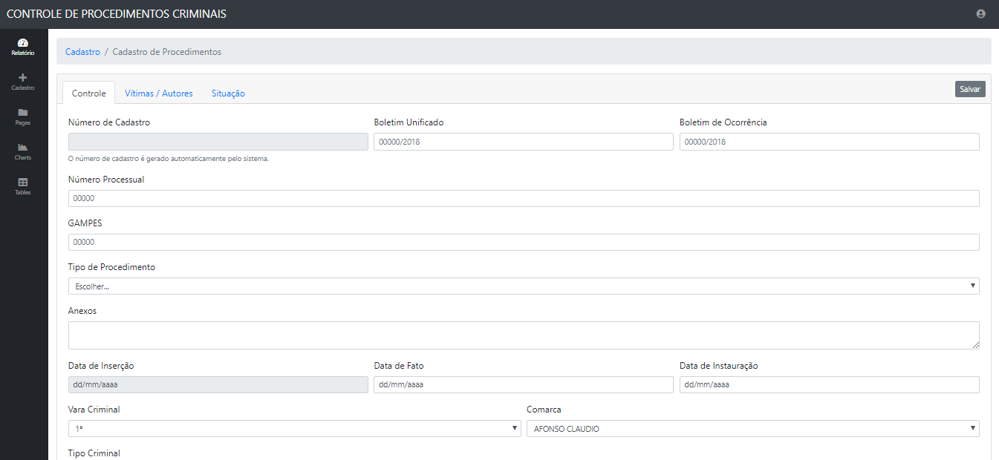 CONTROLE DE PROCEDIMENTOS CRIMINAIS
Relatório
Cadastro
Pages
Charts
Tables
Cadastro / Cadastro de Procedimentos
Controle Vítimas / Autores Situação Salvar
Número de Cadastro Boletim Unificado Boletim de Ocorrência
00000/2018 00000/2018
O número de cadastro é gerado automaticamente pelo sistema.
Número Processual
00000
GAMPES
00000
Tipo de Procedimento
Escolher...
Anexos
Data de Inserção Data de Fato Data de Instauração
dd/mm/aaaa dd/mm/aaaa dd/mm/aaaa
Vara Criminal Comarca
1ª AFONSO CLAUDIO
Tipo Criminal